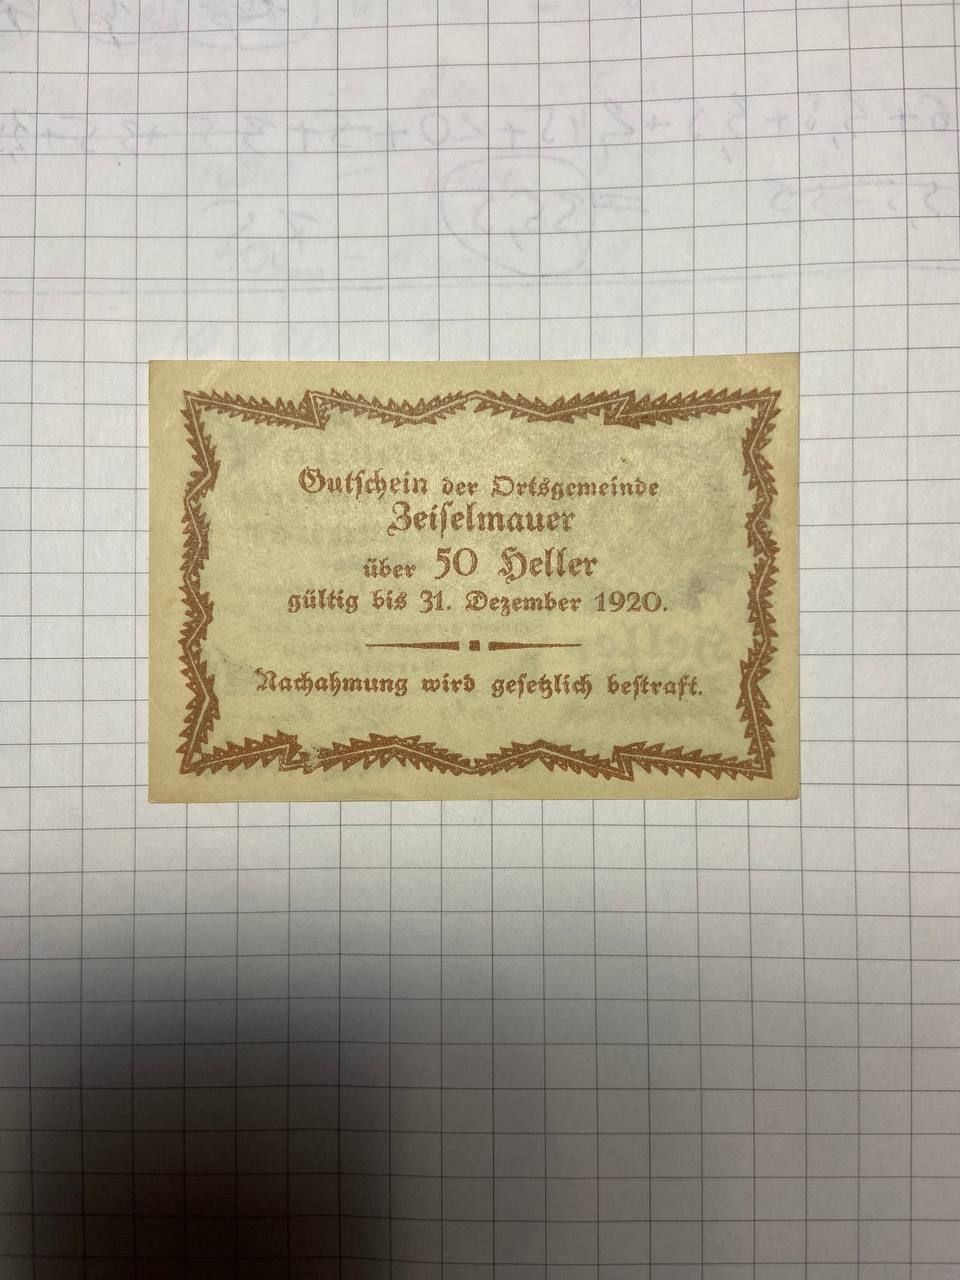 Gutschein der Ortsgemeinde
Zeiselmauer
über 50 Heller
gültig bis 31. Dezember 1920.
Nachahmung wird gesetzlich bestraft.